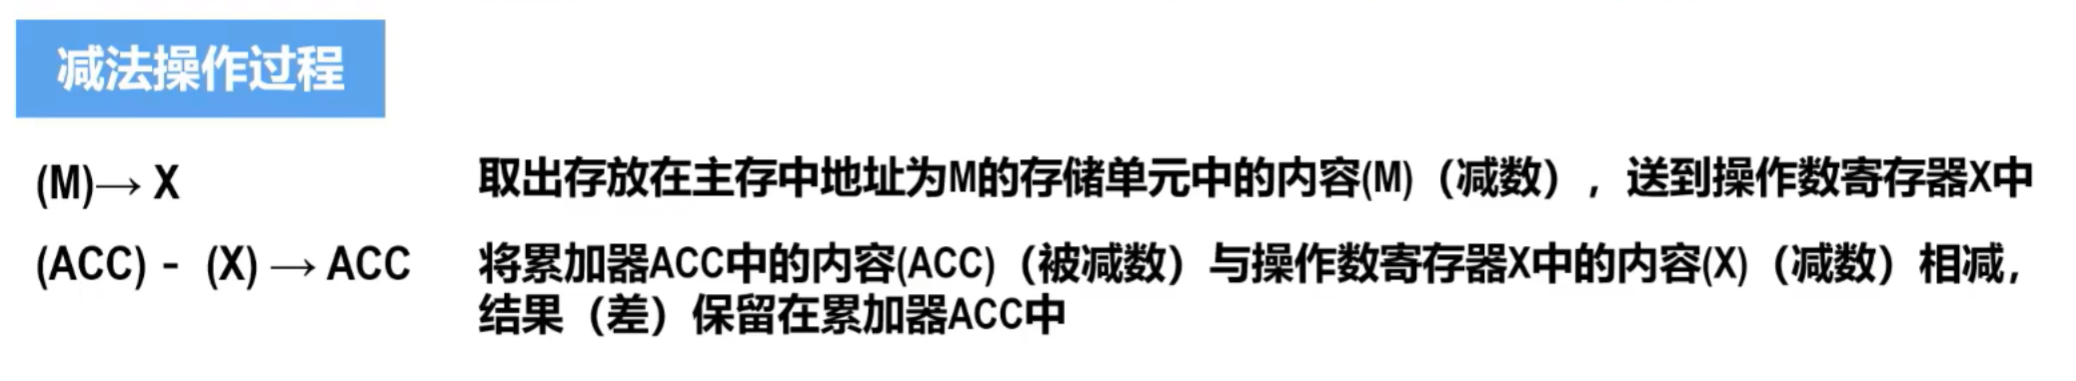 减法操作过程
(M)→ X
取出存放在主存中地址为M的存储单元中的内容(M)（减数），送到操作数寄存器X中
(ACC) - (X) → ACC
将累加器ACC中的内容(ACC)（被减数）与操作数寄存器X中的内容(X)（减数）相减，
结果（差）保留在累加器ACC中